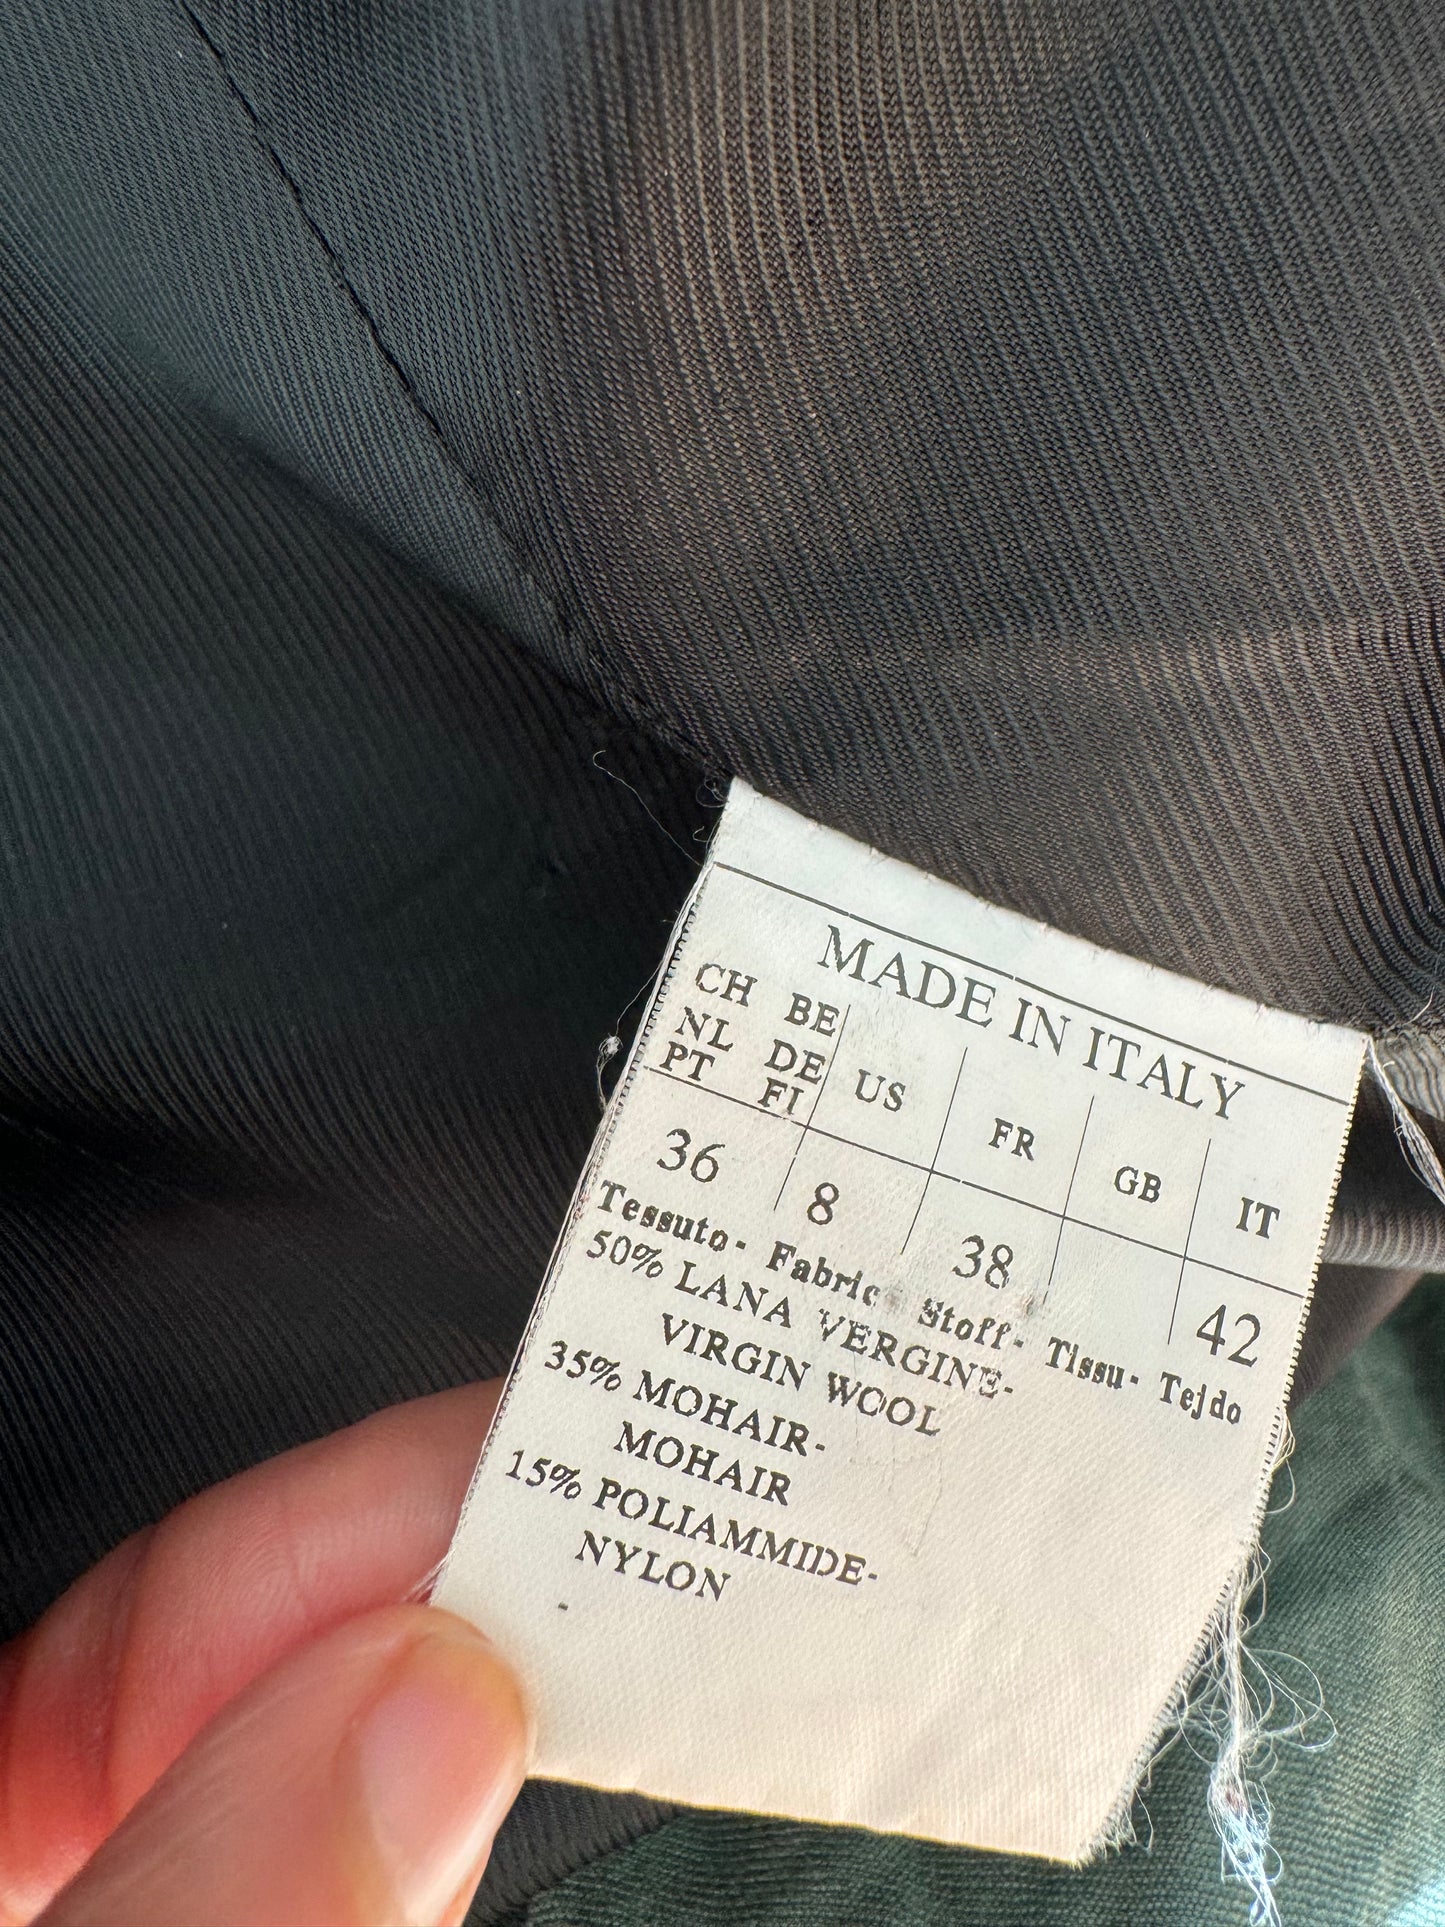 MADE IN ITALY
CH BE
NL DE US FR GB IT
PT FI
36 8 38 42
Tessuto- Fabric Stoff- Tissu- Tejdo
50% LANA VERGINE-
VIRGIN WOOL
35% MOHAIR-
MOHAIR
15% POLIAMMIDE-
NYLON
-